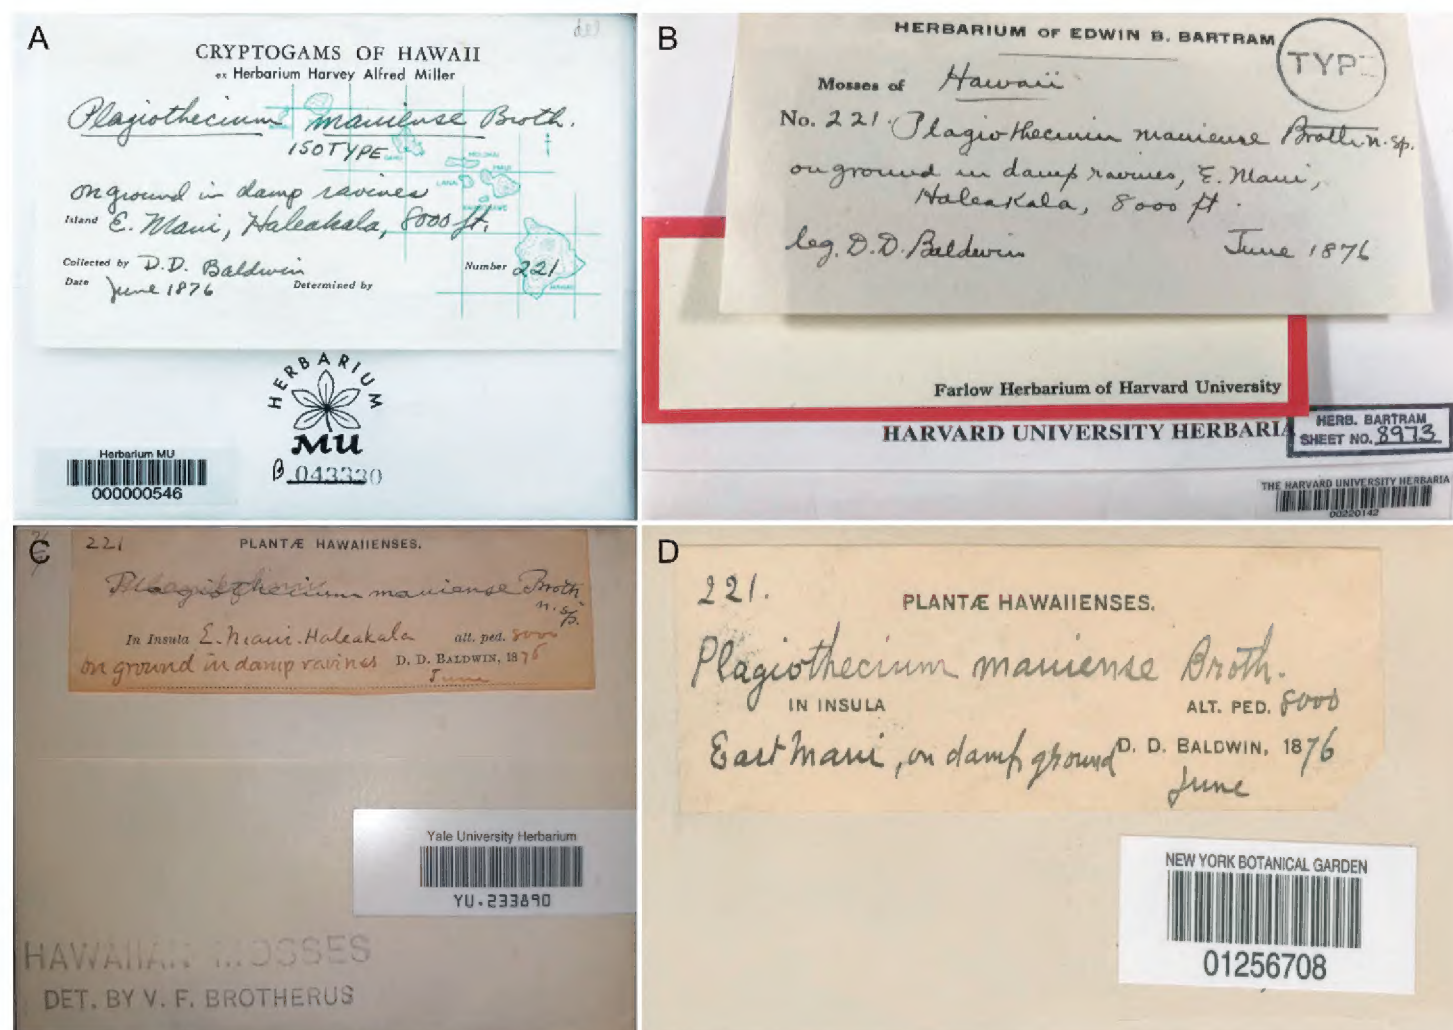 A
del
CRYPTOGAMS OF HAWAII
ex Herbarium Harvey Alfred Miller
Plagiothecium mauiense Broth.
ISOTYPE
on ground in damp ravines
Island E. Maui, Haleakala, 8000 ft.
Collected by D.D. Baldwin Number 221
Date June 1876 Determined by
HERBARIUM
MU
B 043330
Herbarium MU
000000546
B
HERBARIUM OF EDWIN B. BARTRAM
TYPE
Mosses of Hawaii
No. 221. Plagiothecium mauiense Broth. n. sp.
on ground in damp ravines, E. Maui,
Haleakala, 8000 ft.
leg. D. D. Baldwin June 1876
Farlow Herbarium of Harvard University
HARVARD UNIVERSITY HERBARIA
HERB. BARTRAM
SHEET NO. 8973
THE HARVARD UNIVERSITY HERBARIA
00220142
C
221 PLANTÆ HAWAIIENSES.
Plagiothecium mauiense Broth
n. sp.
In Insula E. Maui. Haleakala alt. ped. 8000
on ground in damp ravines D. D. BALDWIN, 1876
June
Yale University Herbarium
YU.233890
HAWAIIAN MOSSES
DET. BY V. F. BROTHERUS
D
221.
PLANTÆ HAWAIIENSES.
Plagiothecium mauiense Broth.
IN INSULA ALT. PED. 8000
East Maui, on damp ground D. D. BALDWIN, 1876
June
NEW YORK BOTANICAL GARDEN
01256708